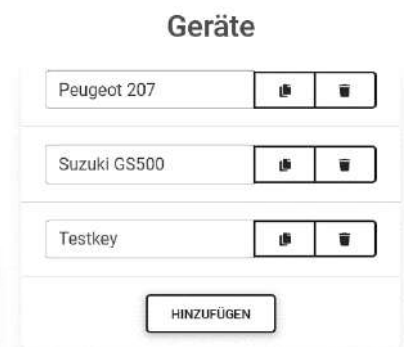 Geräte
Peugeot 207
Suzuki GS500
Testkey
HINZUFÜGEN